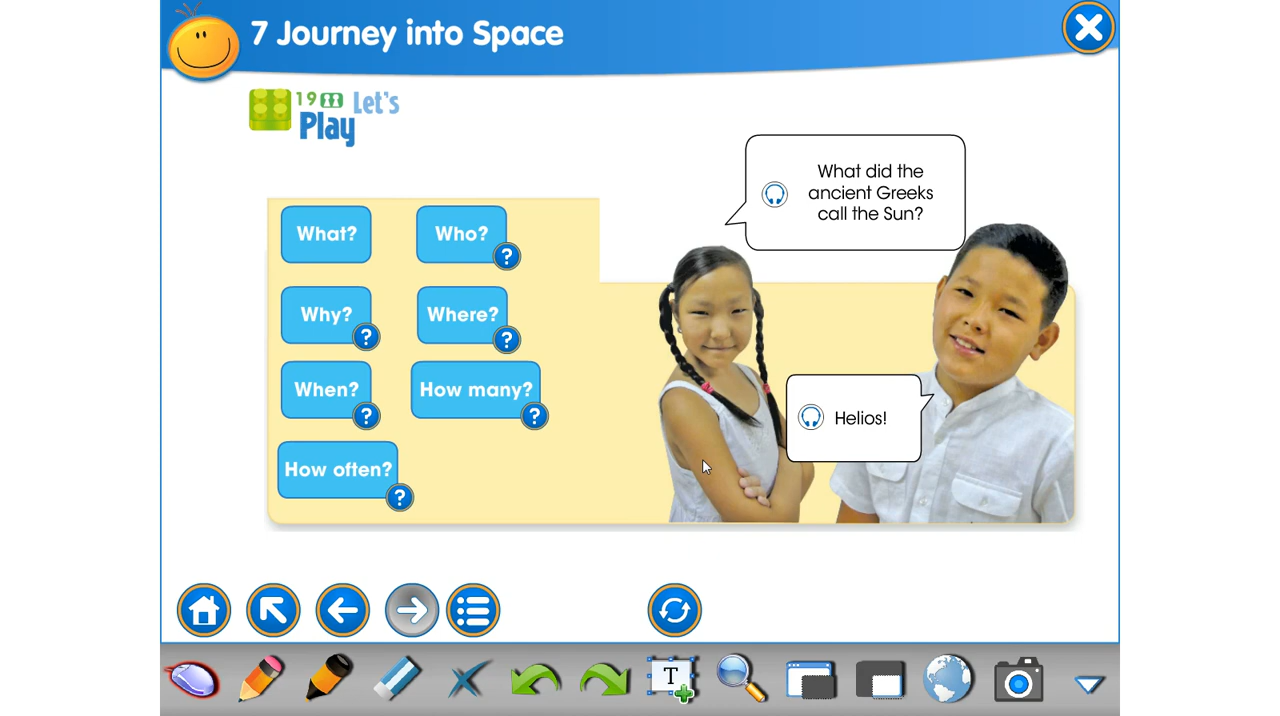 7 Journey into Space
19 Let's
Play
What did the
ancient Greeks
call the Sun?
What?
Who?
?
Why?
?
Where?
?
When?
?
How many?
?
Helios!
How often?
?
T